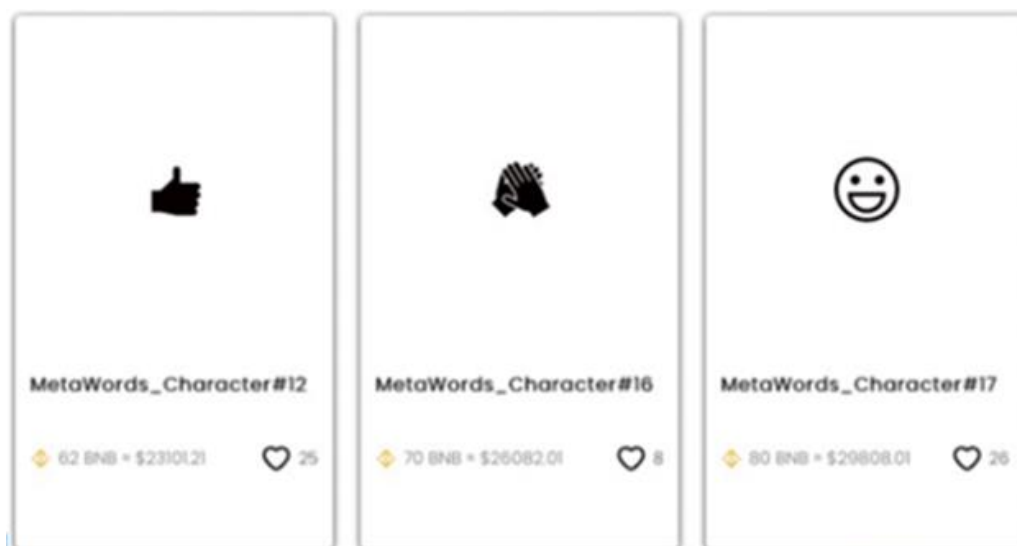 MetaWords_Character#12
62 BNB = $23101.21
25
MetaWords_Character#16
70 BNB = $26082.01
8
MetaWords_Character#17
80 BNB = $29808.01
26